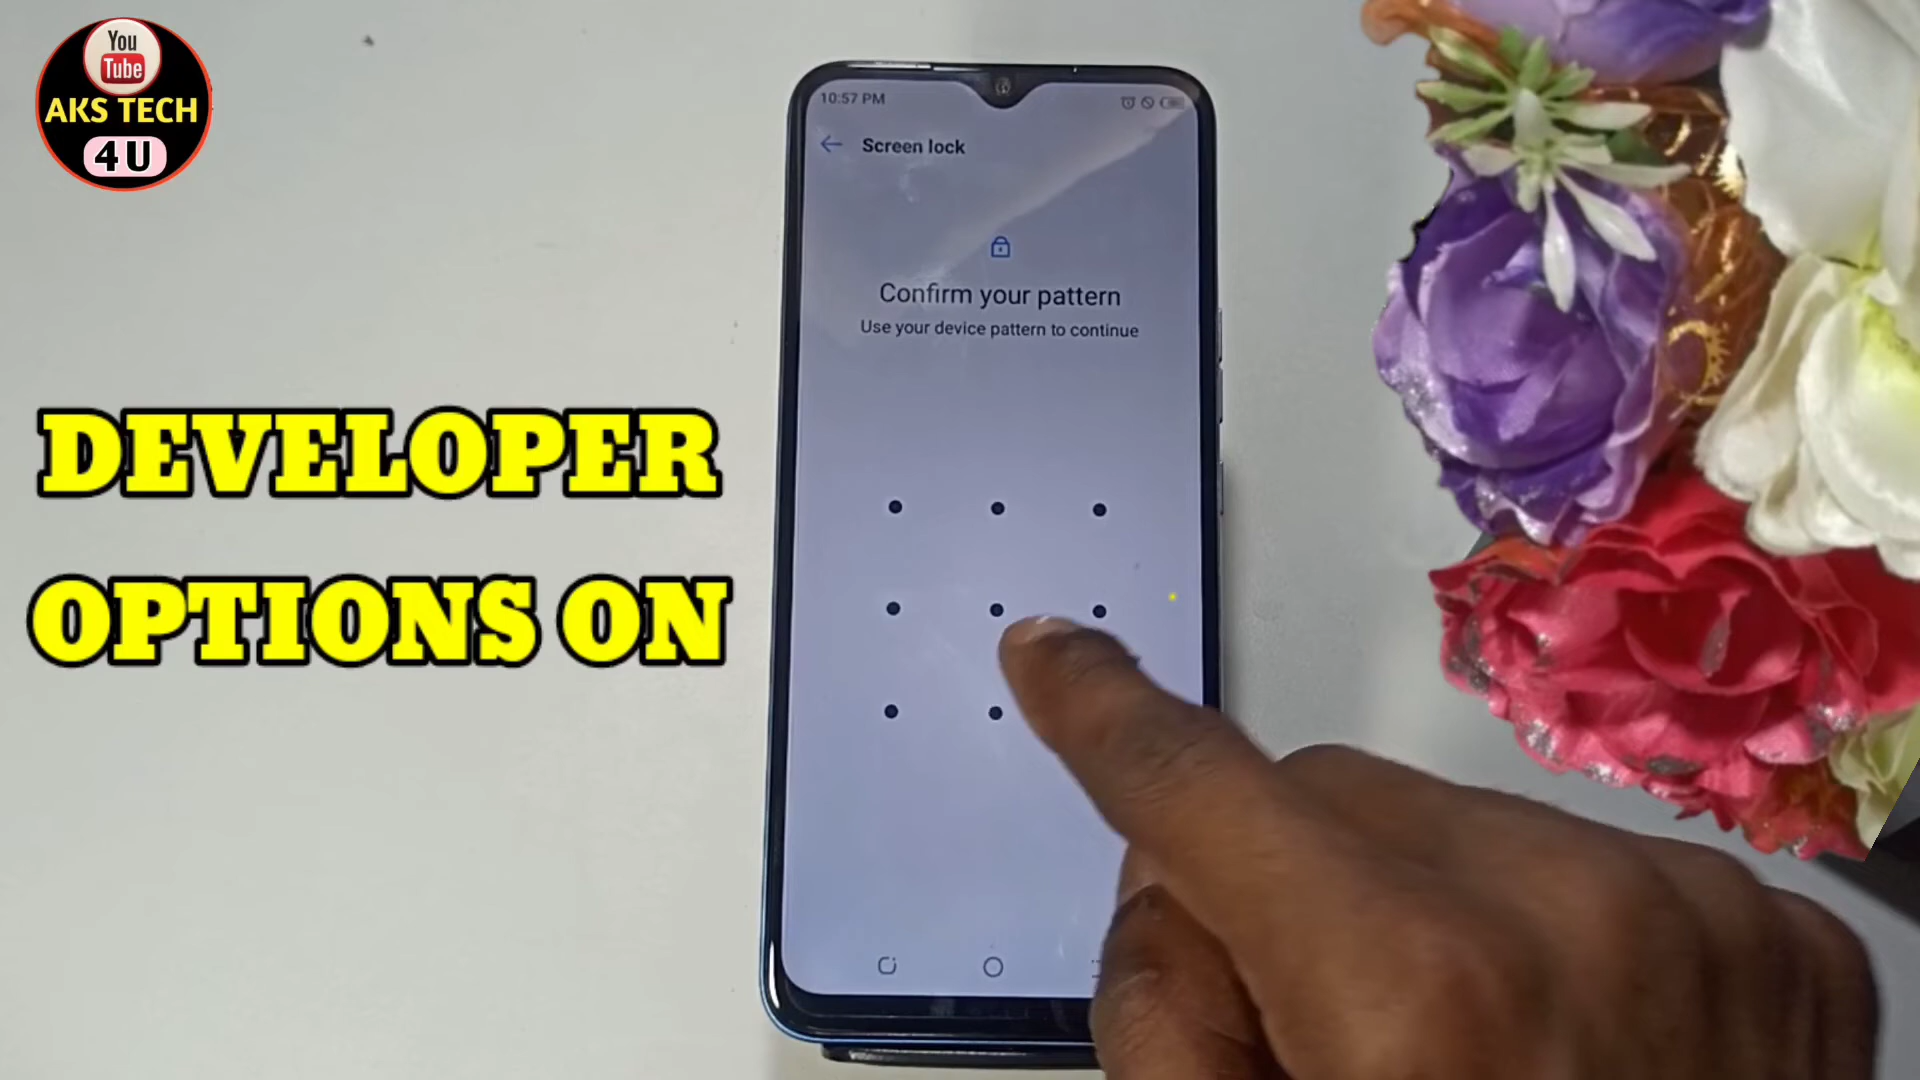 You
Tube
AKS TECH
4 U
10:57 PM
Screen lock
Confirm your pattern
Use your device pattern to continue
DEVELOPER
OPTIONS ON